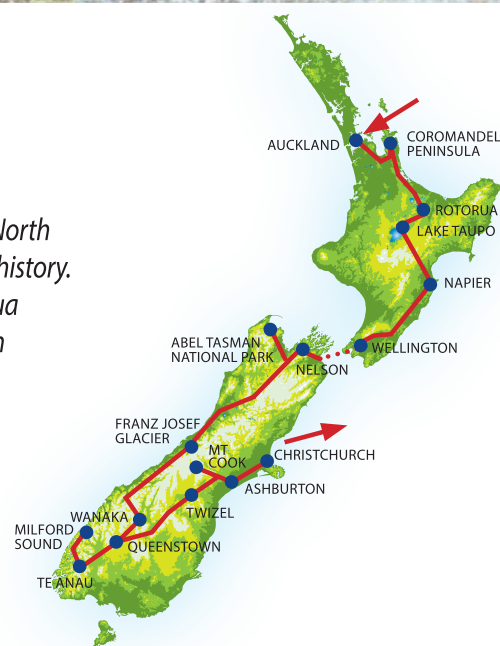 North
history.
ua
n
AUCKLAND
COROMANDEL
PENINSULA
ROTORUA
LAKE TAUPO
NAPIER
WELLINGTON
ABEL TASMAN
NATIONAL PARK
NELSON
FRANZ JOSEF
GLACIER
MT
COOK
CHRISTCHURCH
ASHBURTON
TWIZEL
WANAKA
MILFORD
SOUND
QUEENSTOWN
TE ANAU